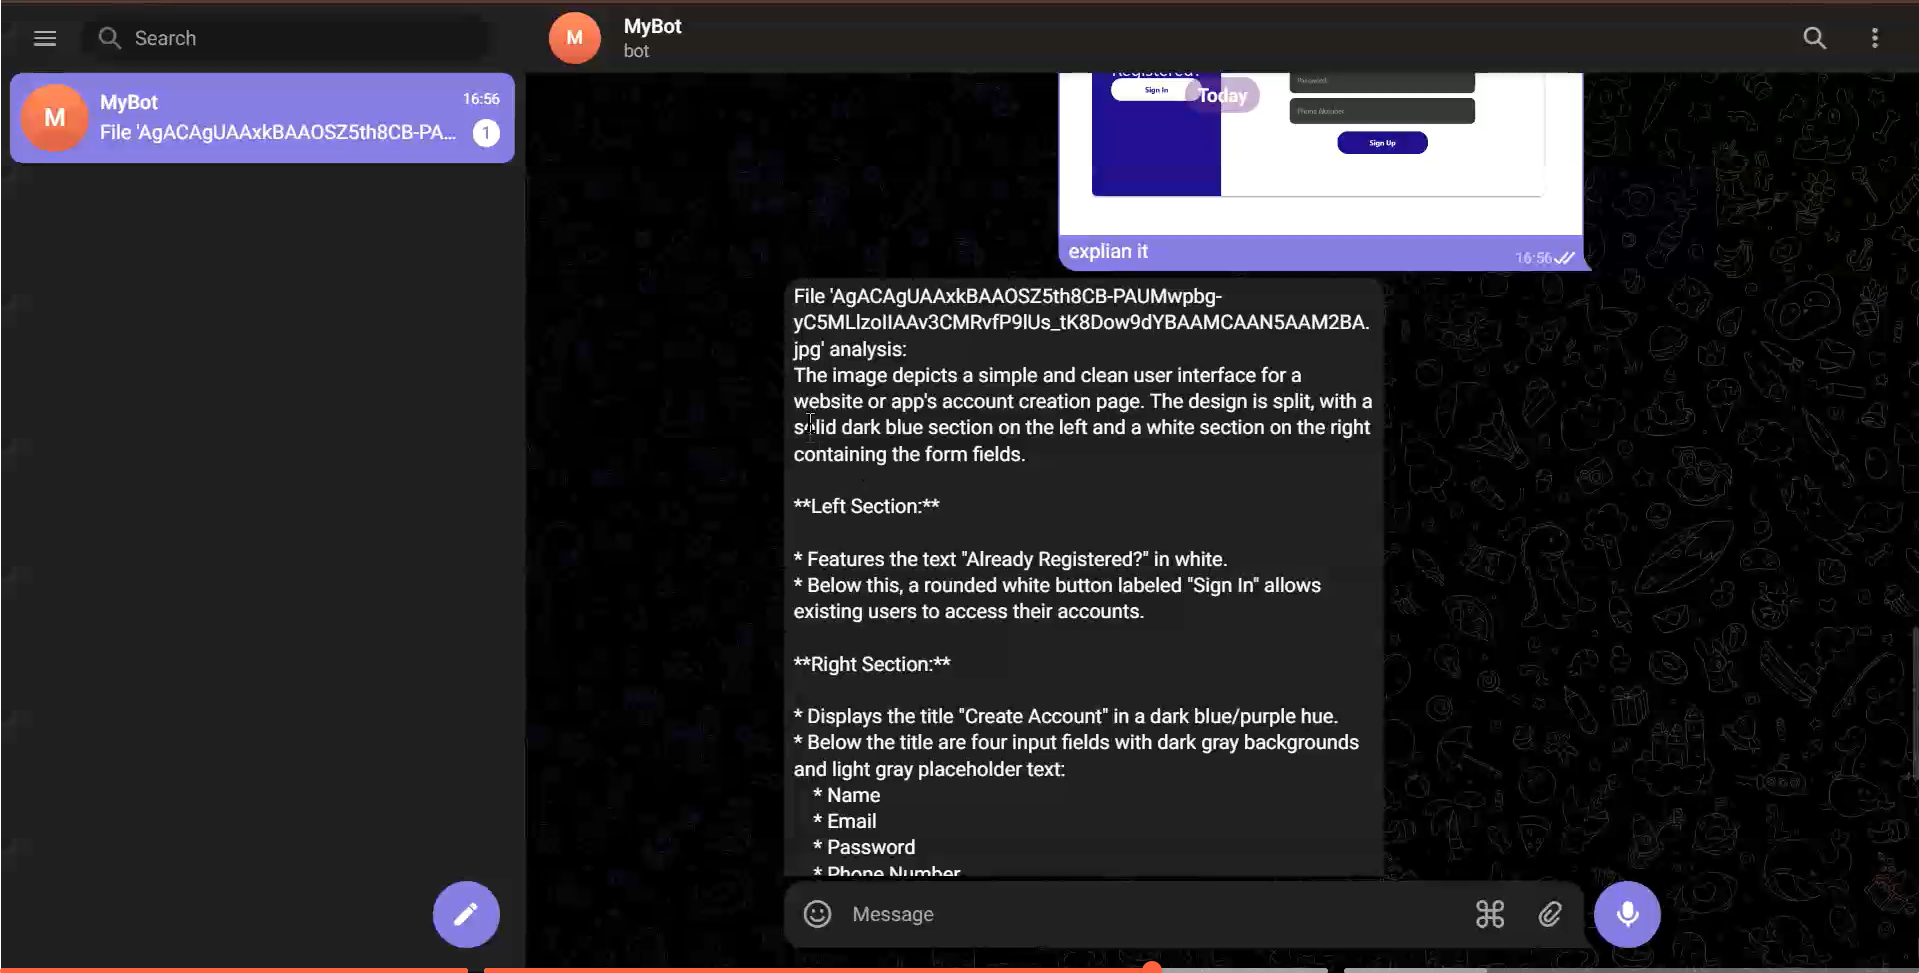 Search
MyBot
16:56
File 'AgACAgUAAxkBAAOSZ5th8CB-PA...
1
M
M
MyBot
bot
Registered?
Sign In
Today
Password
Phone Number
Sign Up
explian it
16:56
File 'AgACAgUAAxkBAAOSZ5th8CB-PAUMwpbg-
yC5MLlzoIIAAv3CMRvfP9lUs_tK8Dow9dYBAAMCAAN5AAM2BA.
jpg' analysis:
The image depicts a simple and clean user interface for a
website or app's account creation page. The design is split, with a
solid dark blue section on the left and a white section on the right
containing the form fields.
**Left Section:**
* Features the text "Already Registered?" in white.
* Below this, a rounded white button labeled "Sign In" allows
existing users to access their accounts.
**Right Section:**
* Displays the title "Create Account" in a dark blue/purple hue.
* Below the title are four input fields with dark gray backgrounds
and light gray placeholder text:
* Name
* Email
* Password
* Phone Number
Message